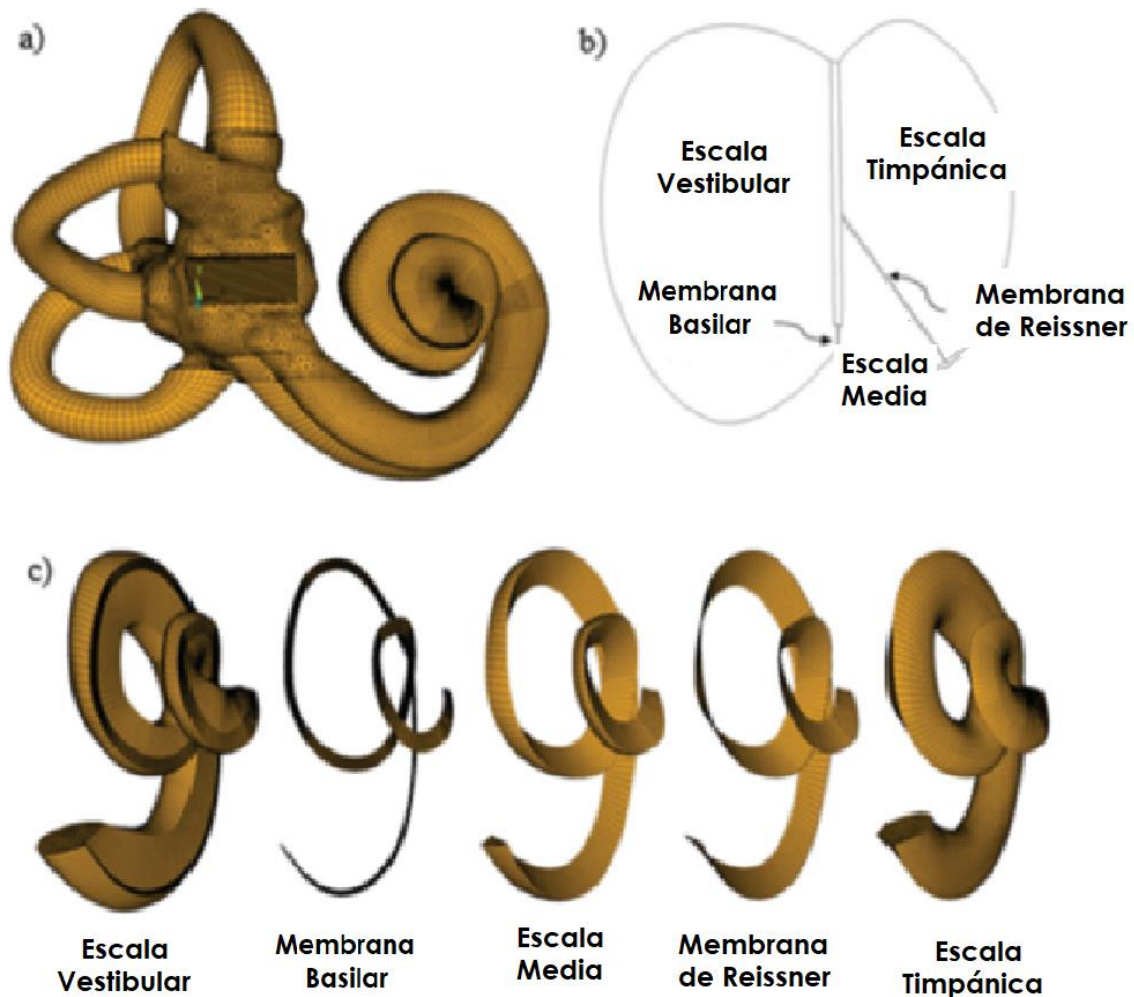 a)
b)
Escala
Vestibular
Escala
Timpánica
Membrana
Basilar
Membrana
de Reissner
Escala
Media
c)
Escala
Vestibular
Membrana
Basilar
Escala
Media
Membrana
de Reissner
Escala
Timpánica